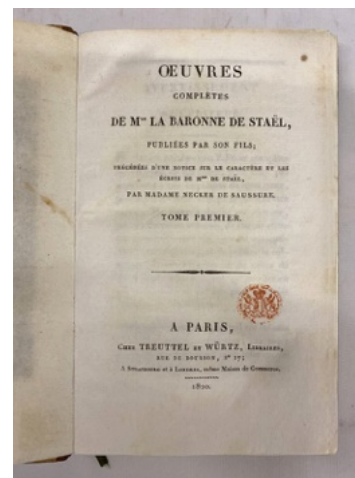 ŒUVRES
COMPLÈTES
DE Mme LA BARONNE DE STAËL,
PUBLIÉES PAR SON FILS;
PRÉCÉDÉES D'UNE NOTICE SUR LE CARACTÈRE ET LES
ÉCRITS DE Mme DE STAËL,
PAR MADAME NECKER DE SAUSSURE.
TOME PREMIER.
A PARIS,
CHEZ TREUTTEL ET WÜRTZ, LIBRAIRES,
RUE DE BOURBON, No 17;
A STRASBOURG et à LONDRES, même Maison de Commerce.
1820.